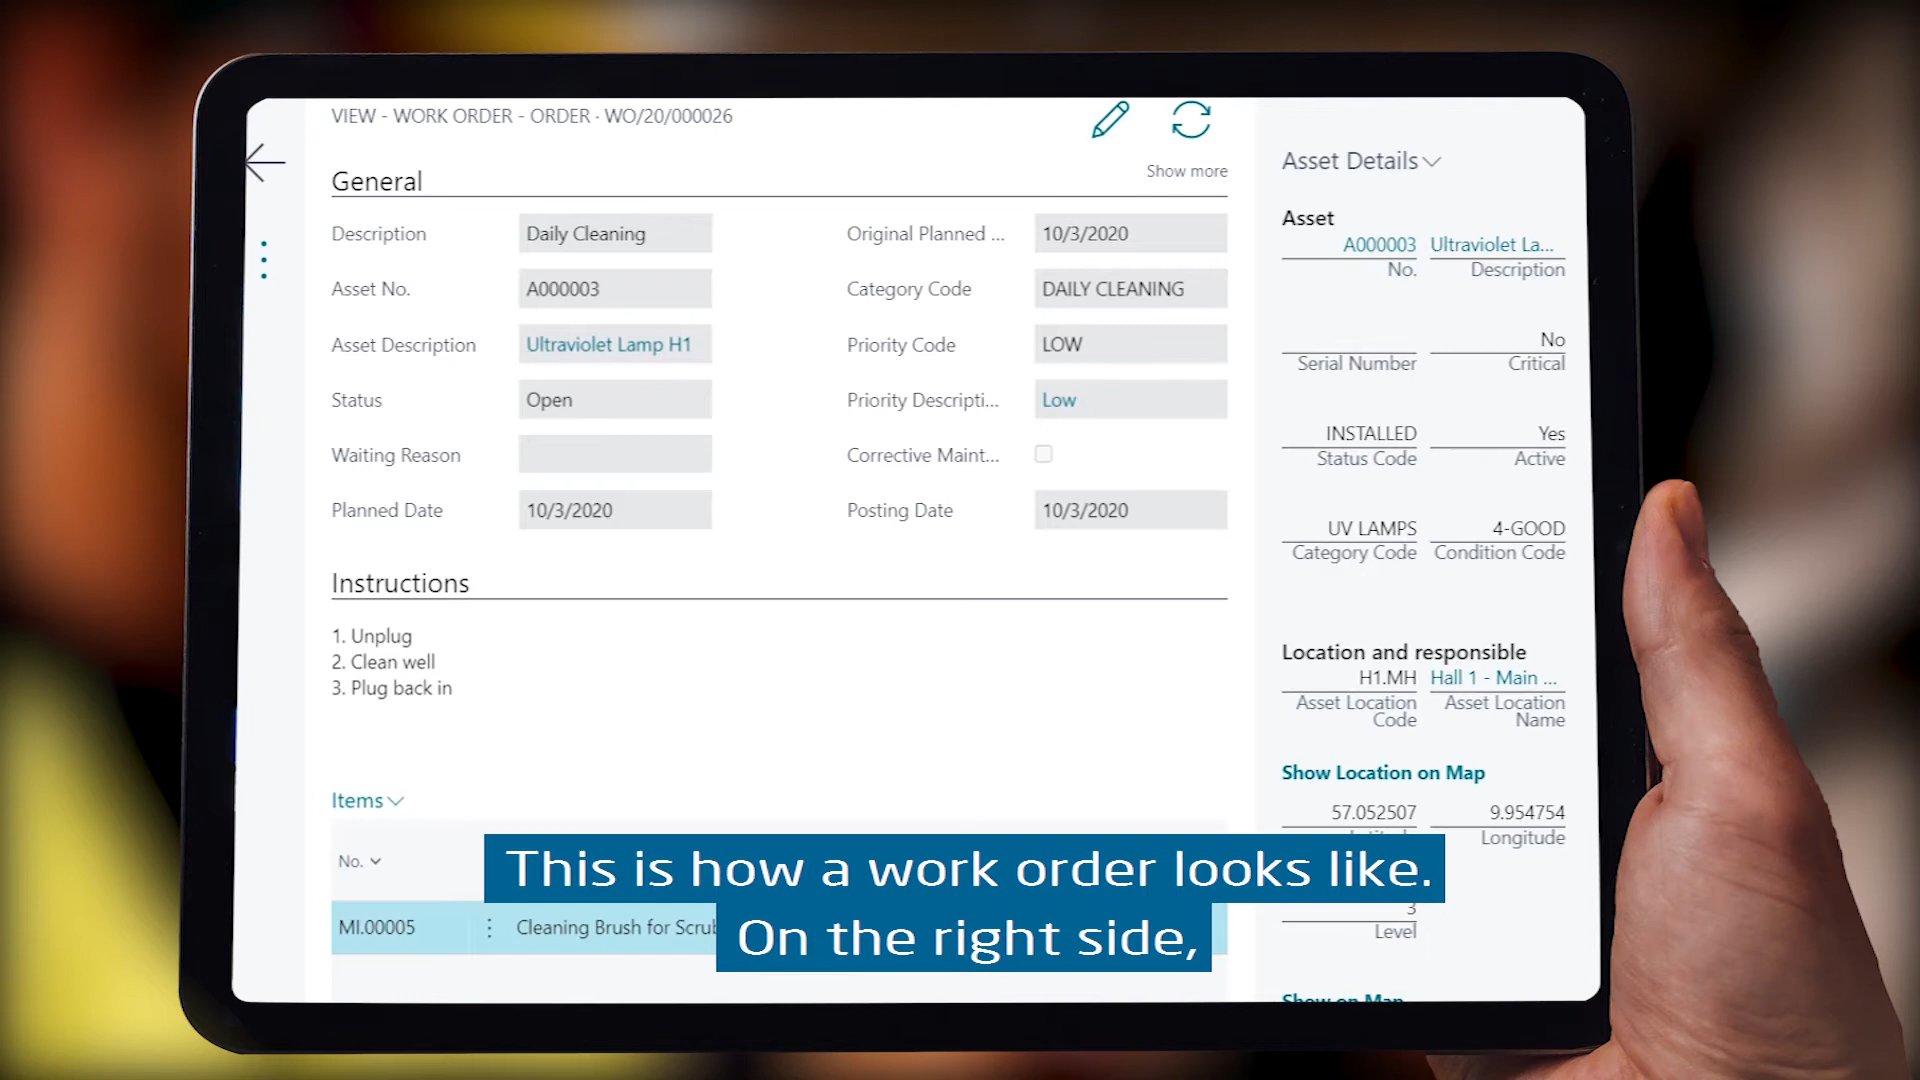 VIEW - WORK ORDER - ORDER · WO/20/000026
General
Show more
Description Daily Cleaning
Asset No. A000003
Asset Description Ultraviolet Lamp H1
Status Open
Waiting Reason
Planned Date 10/3/2020
Original Planned ... 10/3/2020
Category Code DAILY CLEANING
Priority Code LOW
Priority Descripti... Low
Corrective Maint...
Posting Date 10/3/2020
Instructions
1. Unplug
2. Clean well
3. Plug back in
Items
No.
MI.00005 Cleaning Brush for Scrub
Asset Details
Asset
A000003 Ultraviolet La...
No. Description
No
Serial Number Critical
INSTALLED Yes
Status Code Active
UV LAMPS 4-GOOD
Category Code Condition Code
Location and responsible
H1.MH Hall 1 - Main ...
Asset Location Code
Asset Location Name
Show Location on Map
57.052507 9.954754
Longitude
3
Level
Show on Map
This is how a work order looks like.
On the right side,